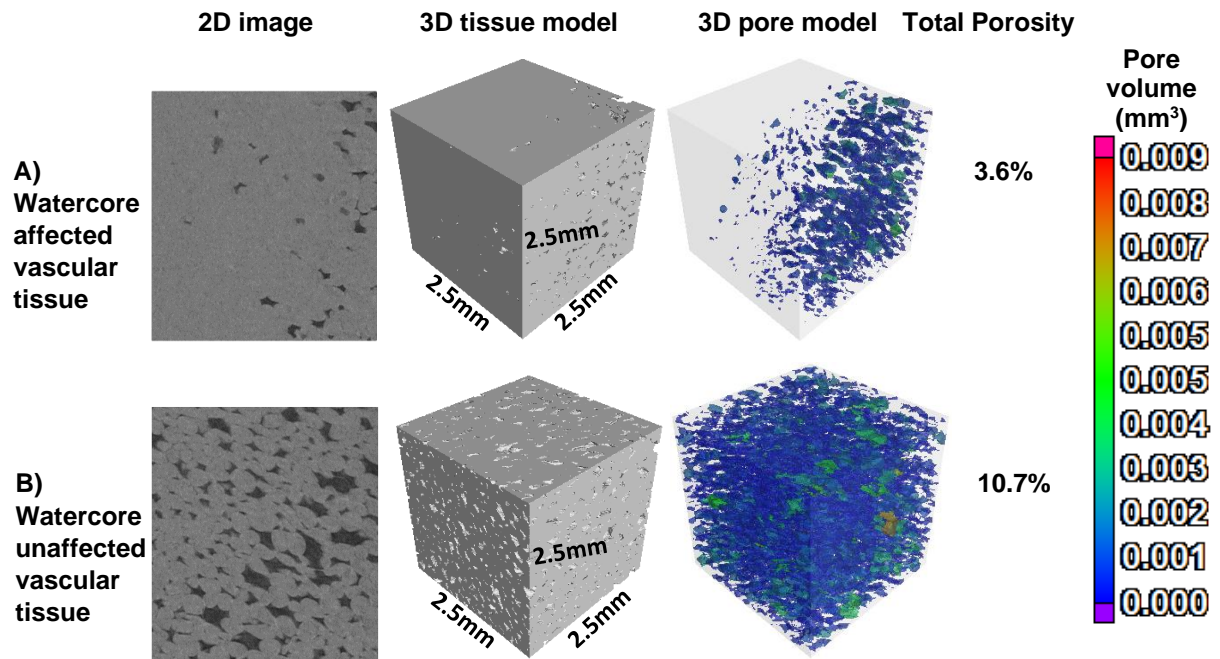 2D image
3D tissue model
3D pore model
Total Porosity
Pore
volume
(mm³)
A)
Watercore
affected
vascular
tissue
2.5mm
2.5mm
2.5mm
3.6%
B)
Watercore
unaffected
vascular
tissue
2.5mm
2.5mm
2.5mm
10.7%
0.009
0.008
0.007
0.006
0.005
0.005
0.004
0.003
0.002
0.001
0.000